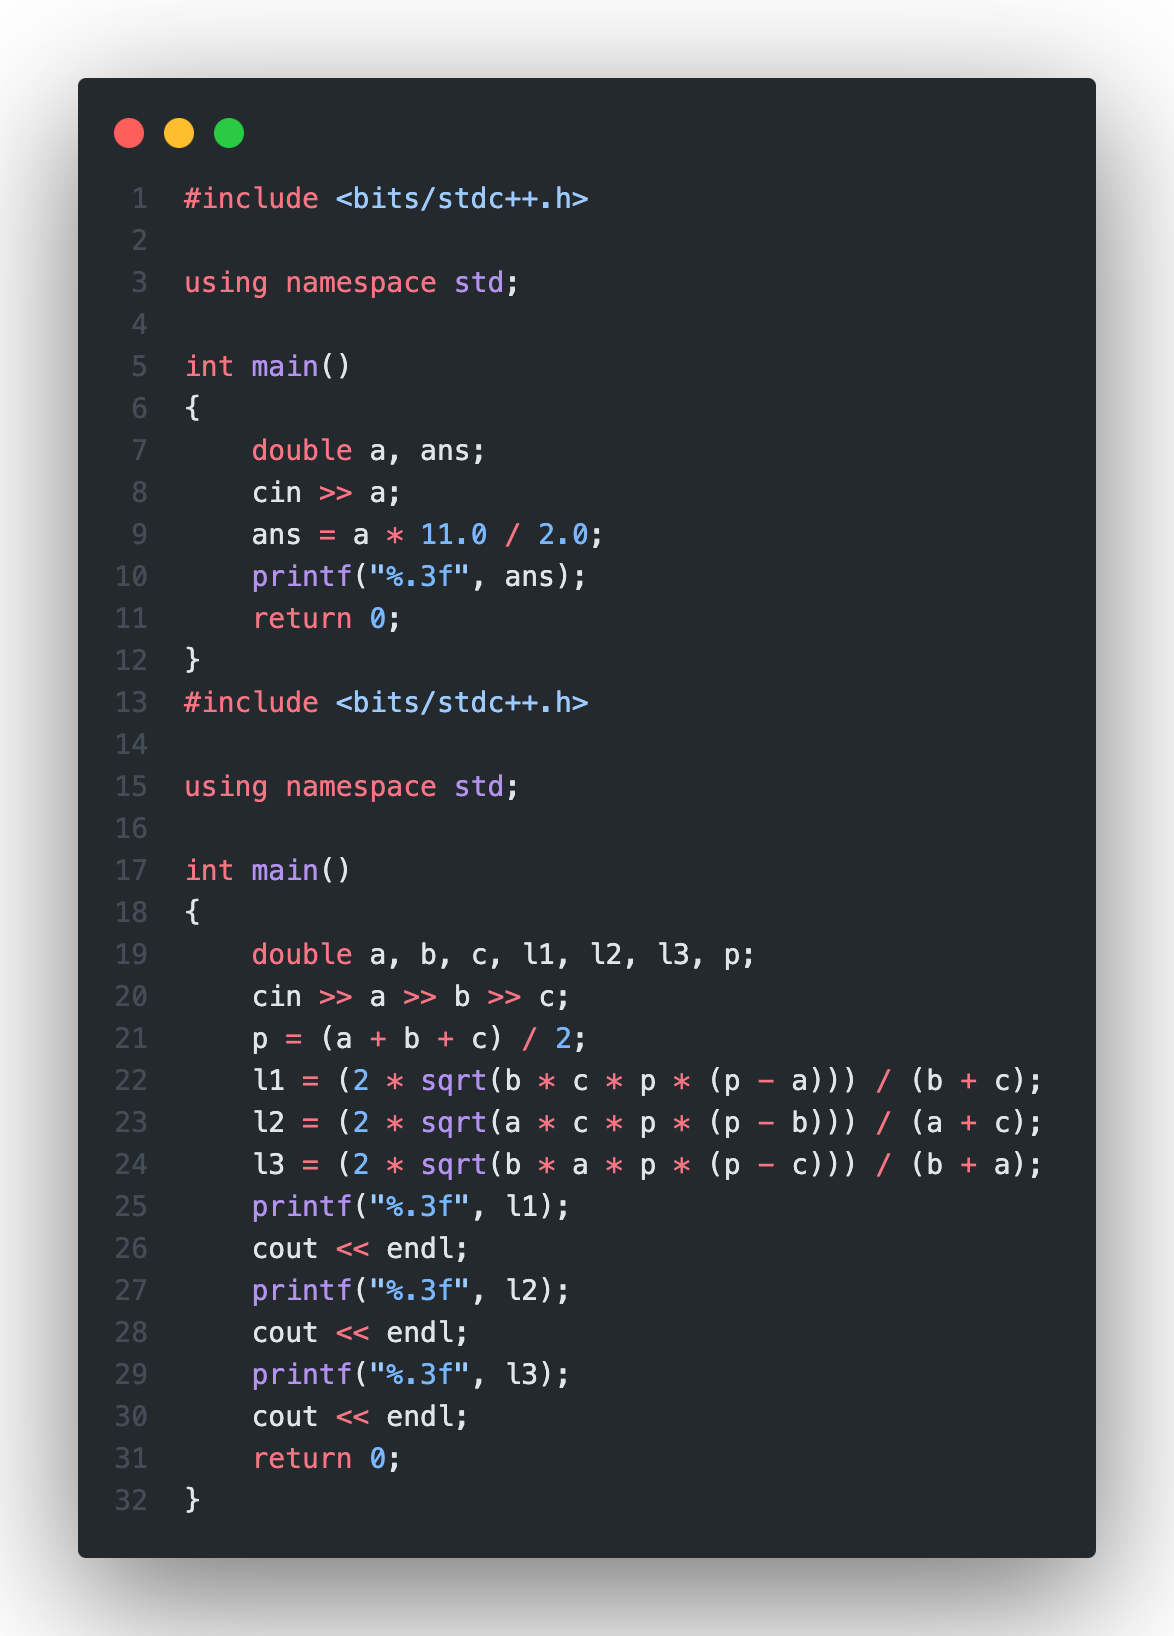 1 #include <bits/stdc++.h>
2
3 using namespace std;
4
5 int main()
6 {
7     double a, ans;
8     cin >> a;
9     ans = a * 11.0 / 2.0;
10     printf("%.3f", ans);
11     return 0;
12 }
13 #include <bits/stdc++.h>
14
15 using namespace std;
16
17 int main()
18 {
19     double a, b, c, l1, l2, l3, p;
20     cin >> a >> b >> c;
21     p = (a + b + c) / 2;
22     l1 = (2 * sqrt(b * c * p * (p - a))) / (b + c);
23     l2 = (2 * sqrt(a * c * p * (p - b))) / (a + c);
24     l3 = (2 * sqrt(b * a * p * (p - c))) / (b + a);
25     printf("%.3f", l1);
26     cout << endl;
27     printf("%.3f", l2);
28     cout << endl;
29     printf("%.3f", l3);
30     cout << endl;
31     return 0;
32 }